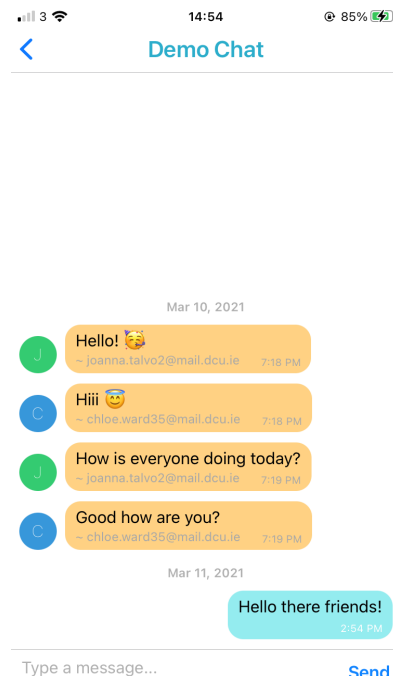 3 14:54 85%
Demo Chat
Mar 10, 2021
Hello! 🥳
~ joanna.talvo2@mail.dcu.ie 7:18 PM
J
Hiii 😇
~ chloe.ward35@mail.dcu.ie 7:18 PM
C
How is everyone doing today?
~ joanna.talvo2@mail.dcu.ie 7:19 PM
J
Good how are you?
~ chloe.ward35@mail.dcu.ie 7:19 PM
C
Mar 11, 2021
Hello there friends!
2:54 PM
Type a message... Send